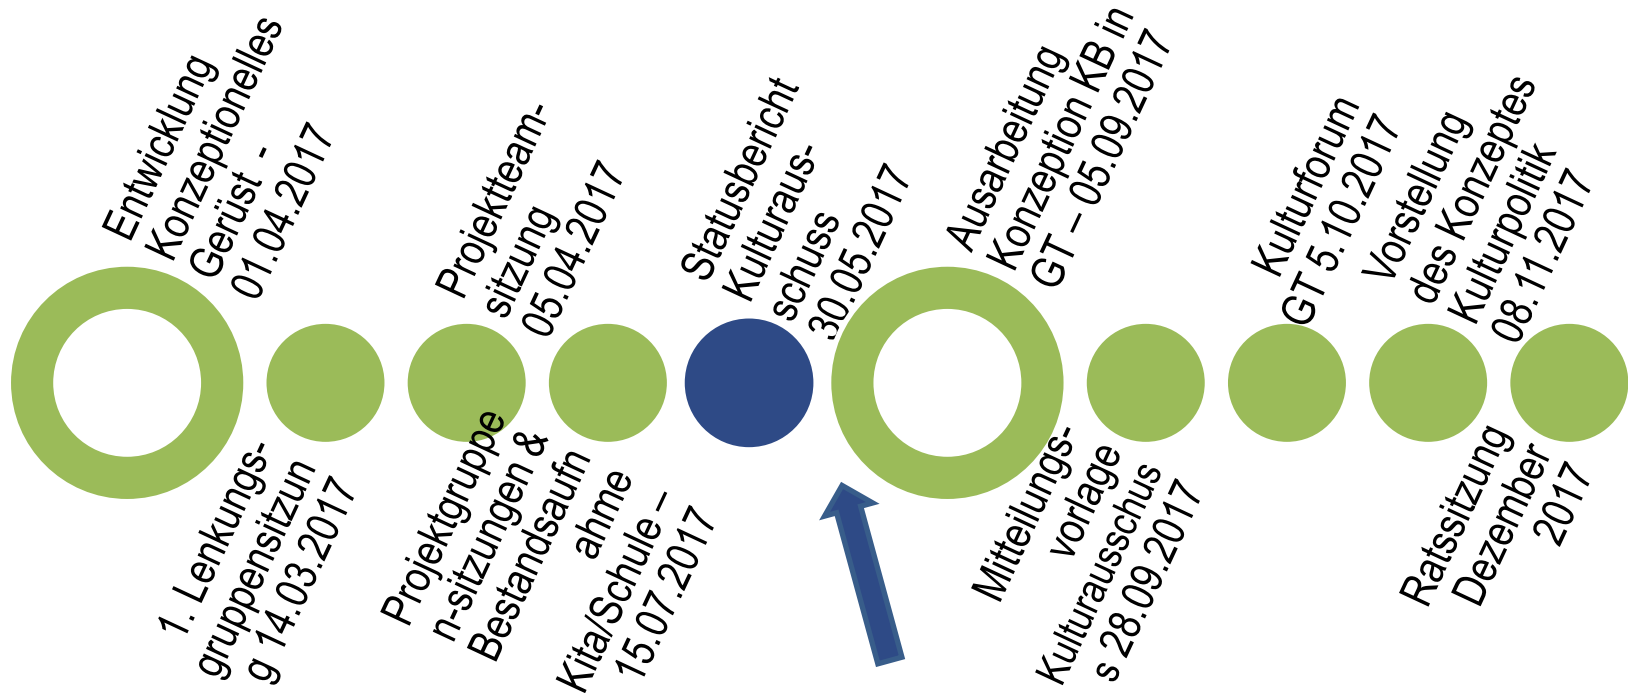 Entwicklung
Konzeptionelles
Gerüst -
01.04.2017
1. Lenkungs-
gruppensitzun
g 14.03.2017
Projektteam-
sitzung
05.04.2017
Projektgruppe
n-sitzungen &
Bestandsaufn
ahme
Kita/Schule –
15.07.2017
Statusbericht
Kulturaus-
schuss
30.05.2017
Ausarbeitung
Konzeption KB in
GT – 05.09.2017
Mitteilungs-
vorlage
Kulturausschus
s 28.09.2017
Kulturforum
GT 5.10.2017
Vorstellung
des Konzeptes
Kulturpolitik
08.11.2017
Ratssitzung
Dezember
2017